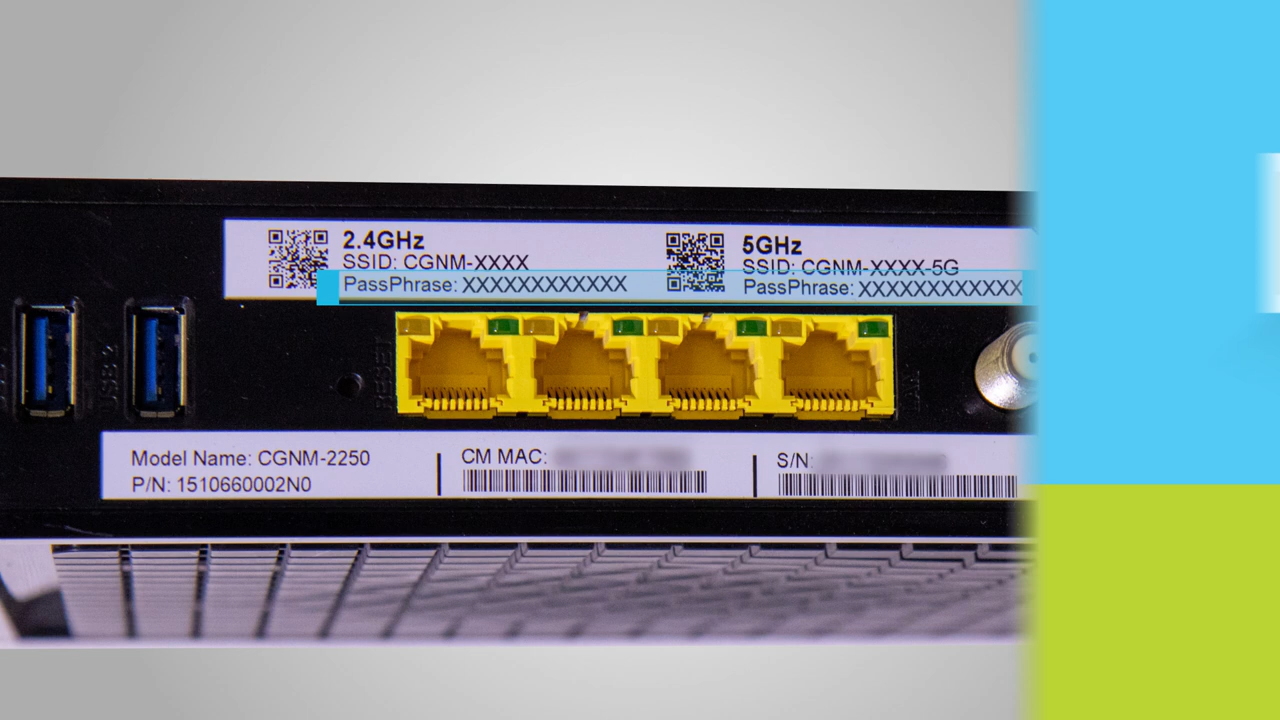 2.4GHz
SSID: CGNM-XXXX
PassPhrase: XXXXXXXXXXXX
5GHz
SSID: CGNM-XXXX-5G
PassPhrase: XXXXXXXXXXXX
RESET
Model Name: CGNM-2250
P/N: 1510660002N0
CM MAC:
S/N: